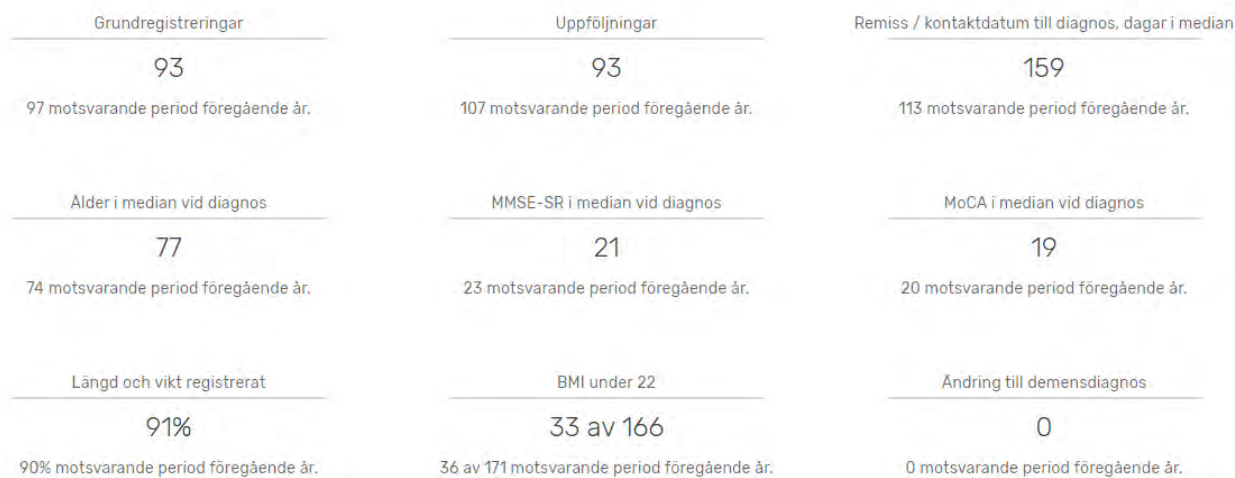 Grundregistreringar
93
97 motsvarande period föregående år.
Uppföljningar
93
107 motsvarande period föregående år.
Remiss / kontaktdatum till diagnos, dagar i median
159
113 motsvarande period föregående år.
Ålder i median vid diagnos
77
74 motsvarande period föregående år.
MMSE-SR i median vid diagnos
21
23 motsvarande period föregående år.
MoCA i median vid diagnos
19
20 motsvarande period föregående år.
Längd och vikt registrerat
91%
90% motsvarande period föregående år.
BMI under 22
33 av 166
36 av 171 motsvarande period föregående år.
Ändring till demensdiagnos
0
0 motsvarande period föregående år.